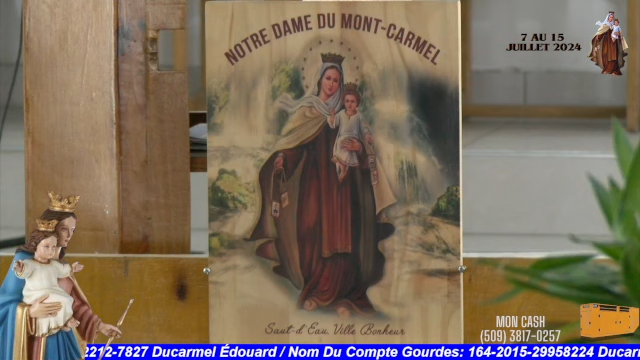 NOTRE DAME DU MONT-CARMEL
7 AU 15
JUILLET 2024
Saut-d'Eau, Ville Bonheur
MON CASH
(509) 3817-0257
2212-7827 Ducarmel Édouard / Nom Du Compte Gourdes: 164-2015-29958224 Ducar